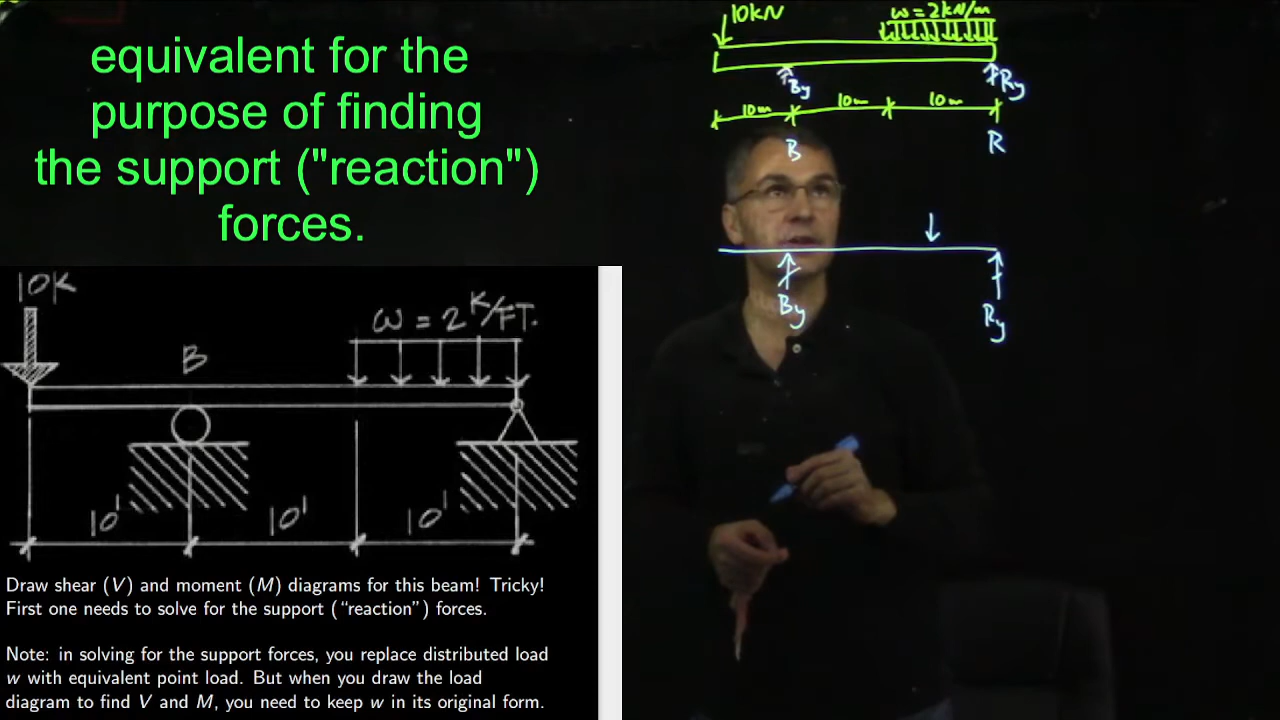 equivalent for the
purpose of finding
the support ("reaction")
forces.
10K
B
ω = 2 K/FT.
10' 10' 10'
Draw shear (V) and moment (M) diagrams for this beam! Tricky!
First one needs to solve for the support (“reaction”) forces.
Note: in solving for the support forces, you replace distributed load
w with equivalent point load. But when you draw the load
diagram to find V and M, you need to keep w in its original form.
10kN
w=2kN/m
By Ry
10m 10m 10m
B R
By Ry